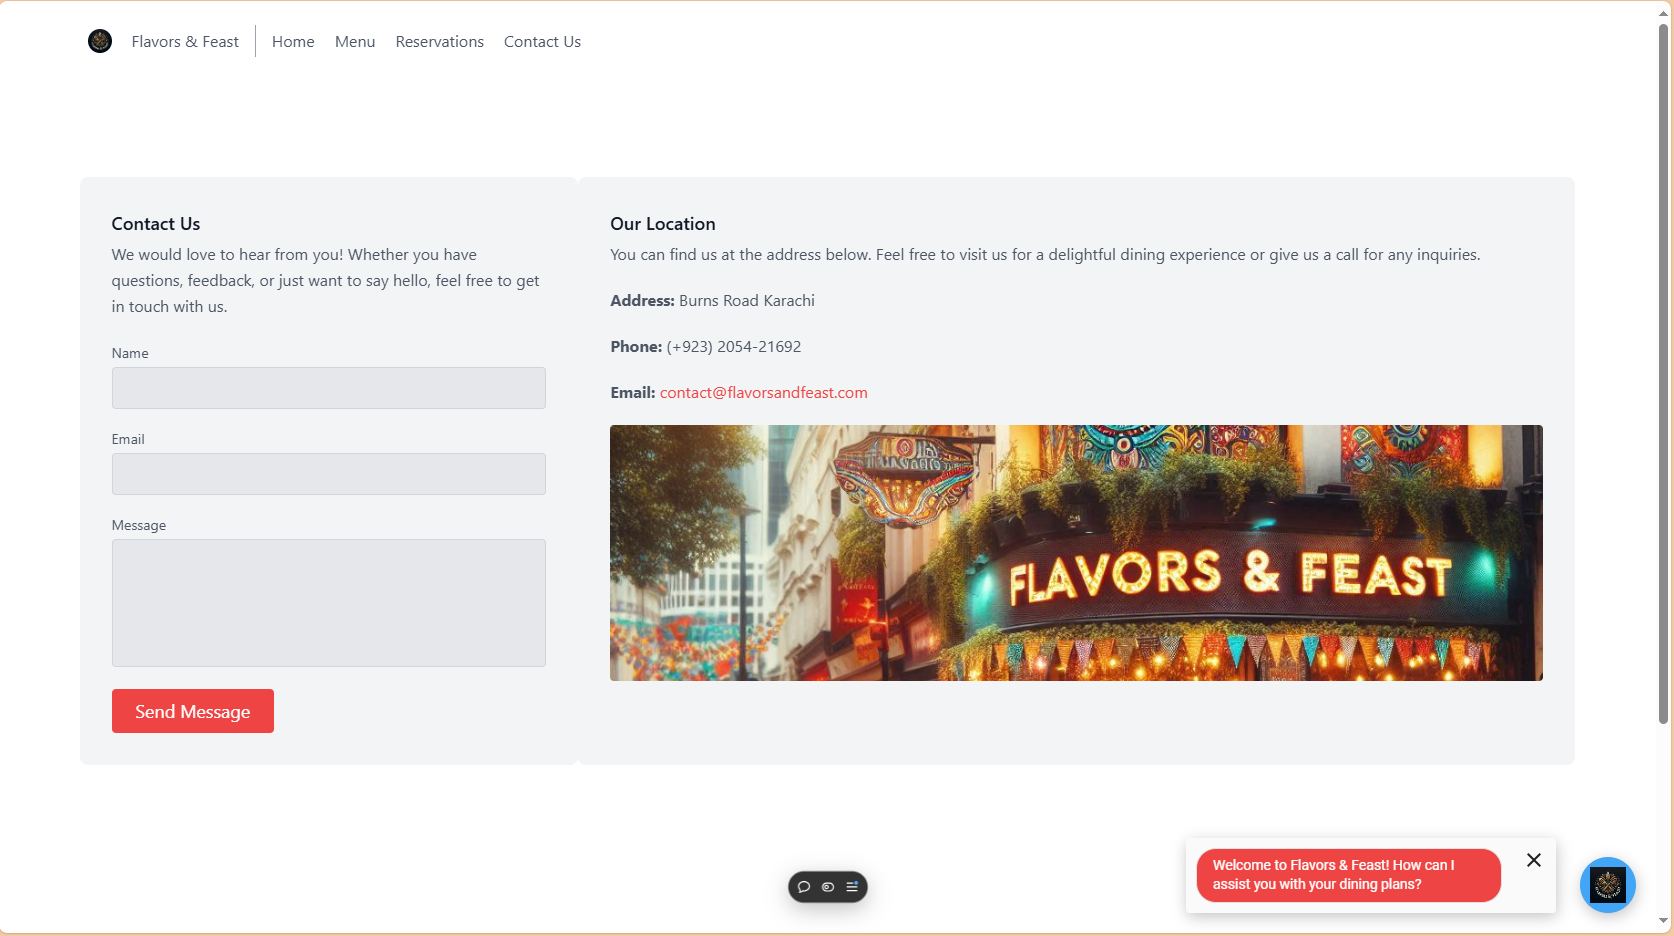 Flavors & Feast
Home
Menu
Reservations
Contact Us
Contact Us
We would love to hear from you! Whether you have
questions, feedback, or just want to say hello, feel free to get
in touch with us.
Name
Email
Message
Send Message
Our Location
You can find us at the address below. Feel free to visit us for a delightful dining experience or give us a call for any inquiries.
Address: Burns Road Karachi
Phone: (+923) 2054-21692
Email: contact@flavorsandfeast.com
FLAVORS & FEAST
Welcome to Flavors & Feast! How can I
assist you with your dining plans?